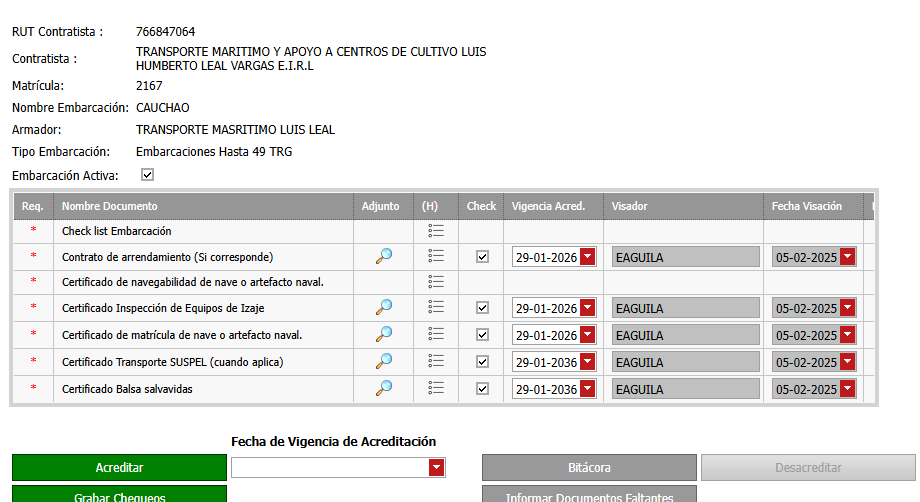 RUT Contratista : 766847064
Contratista : TRANSPORTE MARITIMO Y APOYO A CENTROS DE CULTIVO LUIS
HUMBERTO LEAL VARGAS E.I.R.L
Matrícula: 2167
Nombre Embarcación: CAUCHAO
Armador: TRANSPORTE MASRITIMO LUIS LEAL
Tipo Embarcación: Embarcaciones Hasta 49 TRG
Embarcación Activa:
Req. Nombre Documento Adjunto (H) Check Vigencia Acred. Visador Fecha Visación
* Check list Embarcación
* Contrato de arrendamiento (Si corresponde) 29-01-2026 EAGUILA 05-02-2025
* Certificado de navegabilidad de nave o artefacto naval.
* Certificado Inspección de Equipos de Izaje 29-01-2026 EAGUILA 05-02-2025
* Certificado de matrícula de nave o artefacto naval. 29-01-2026 EAGUILA 05-02-2025
* Certificado Transporte SUSPEL (cuando aplica) 29-01-2036 EAGUILA 05-02-2025
* Certificado Balsa salvavidas 29-01-2036 EAGUILA 05-02-2025
Fecha de Vigencia de Acreditación
Acreditar Bitácora Desacreditar
Grabar Chequeos Informar Documentos Faltantes